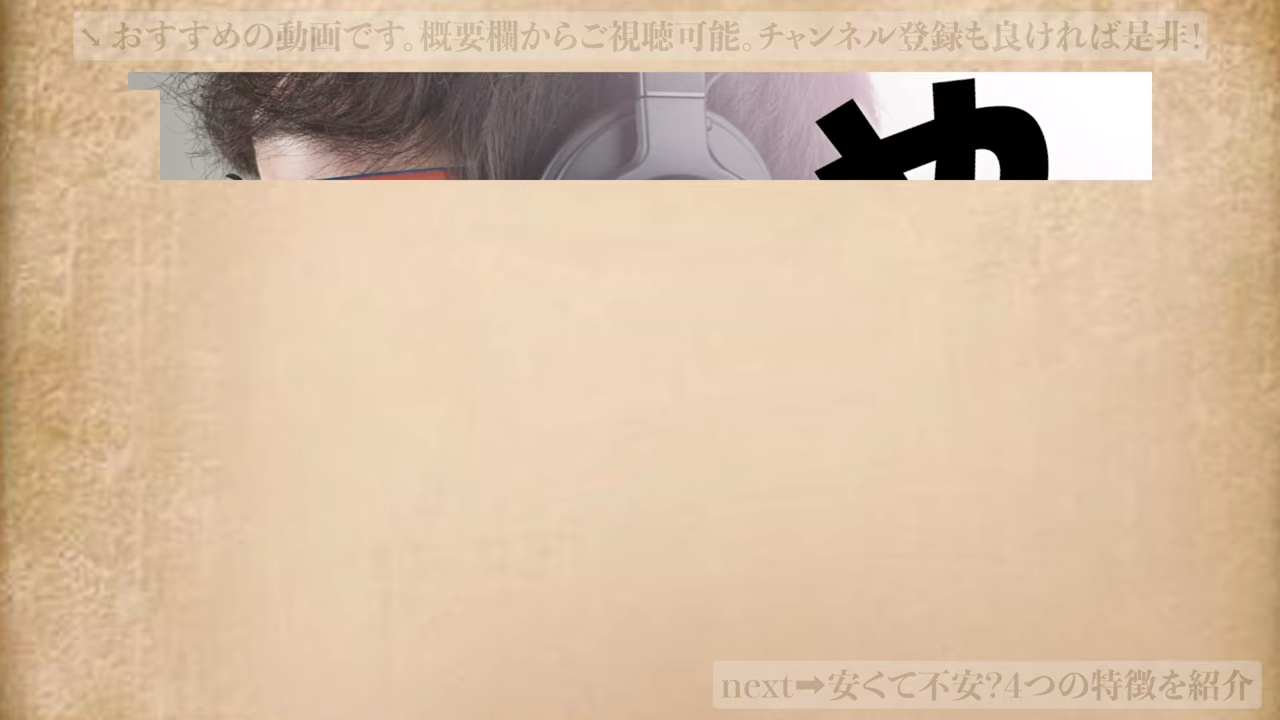 ↘ おすすめの動画です。概要欄からご視聴可能。チャンネル登録も良ければ是非!
next➡安くて不安?4つの特徴を紹介